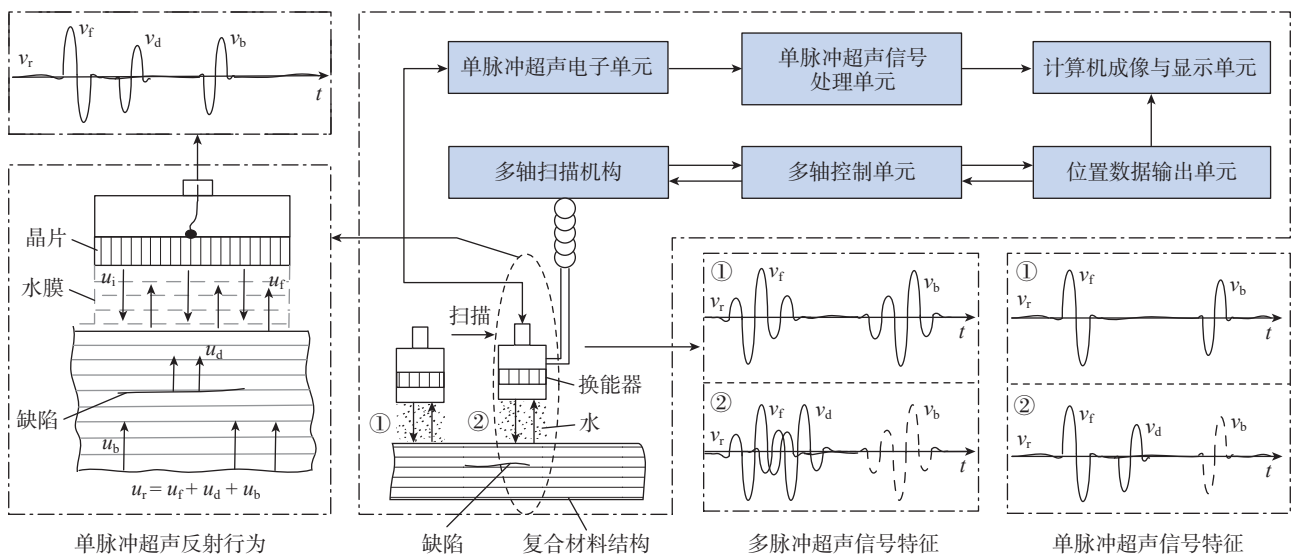 v_f
v_d
v_b
v_r
t
单脉冲超声电子单元
单脉冲超声信号
处理单元
计算机成像与显示单元
多轴扫描机构
多轴控制单元
位置数据输出单元
晶片
水膜
u_i
u_f
u_d
缺陷
u_b
u_r = u_f + u_d + u_b
单脉冲超声反射行为
扫描
换能器
①
②
水
缺陷
复合材料结构
①
v_f
v_b
v_r
t
②
v_f
v_d
v_b
v_r
t
多脉冲超声信号特征
①
v_f
v_b
v_r
t
②
v_f
v_d
v_b
v_r
t
单脉冲超声信号特征